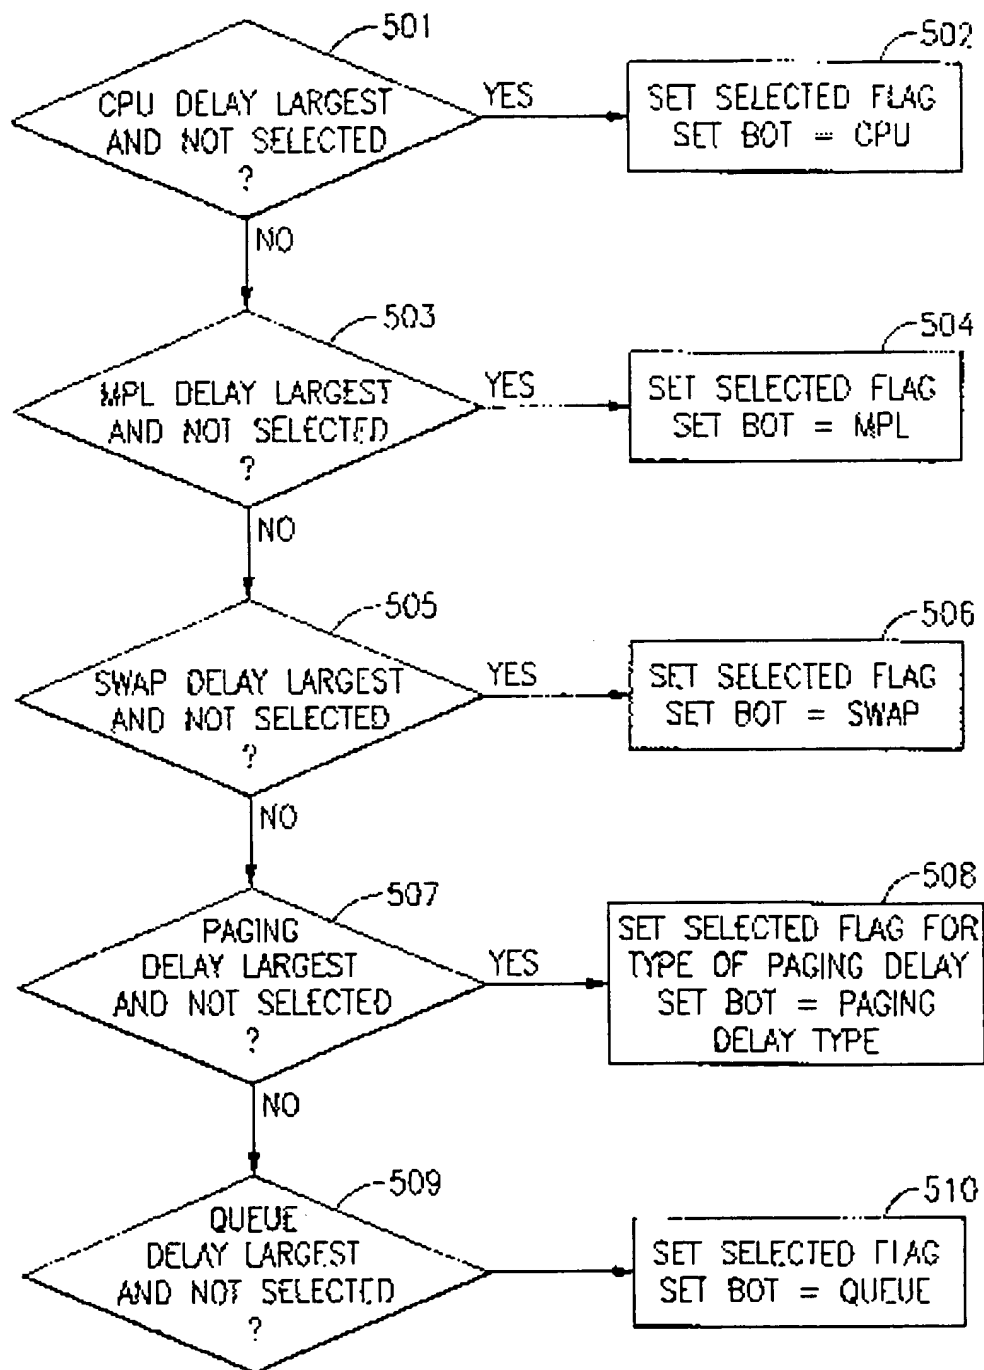 501
CPU DELAY LARGEST
AND NOT SELECTED
?
YES
502
SET SELECTED FLAG
SET BOT = CPU
NO
503
MPL DELAY LARGEST
AND NOT SELECTED
?
YES
504
SET SELECTED FLAG
SET BOT = MPL
NO
505
SWAP DELAY LARGEST
AND NOT SELECTED
?
YES
506
SET SELECTED FLAG
SET BOT = SWAP
NO
507
PAGING
DELAY LARGEST
AND NOT SELECTED
?
YES
508
SET SELECTED FLAG FOR
TYPE OF PAGING DELAY
SET BOT = PAGING
DELAY TYPE
NO
509
QUEUE
DELAY LARGEST
AND NOT SELECTED
?
510
SET SELECTED FLAG
SET BOT = QUEUE